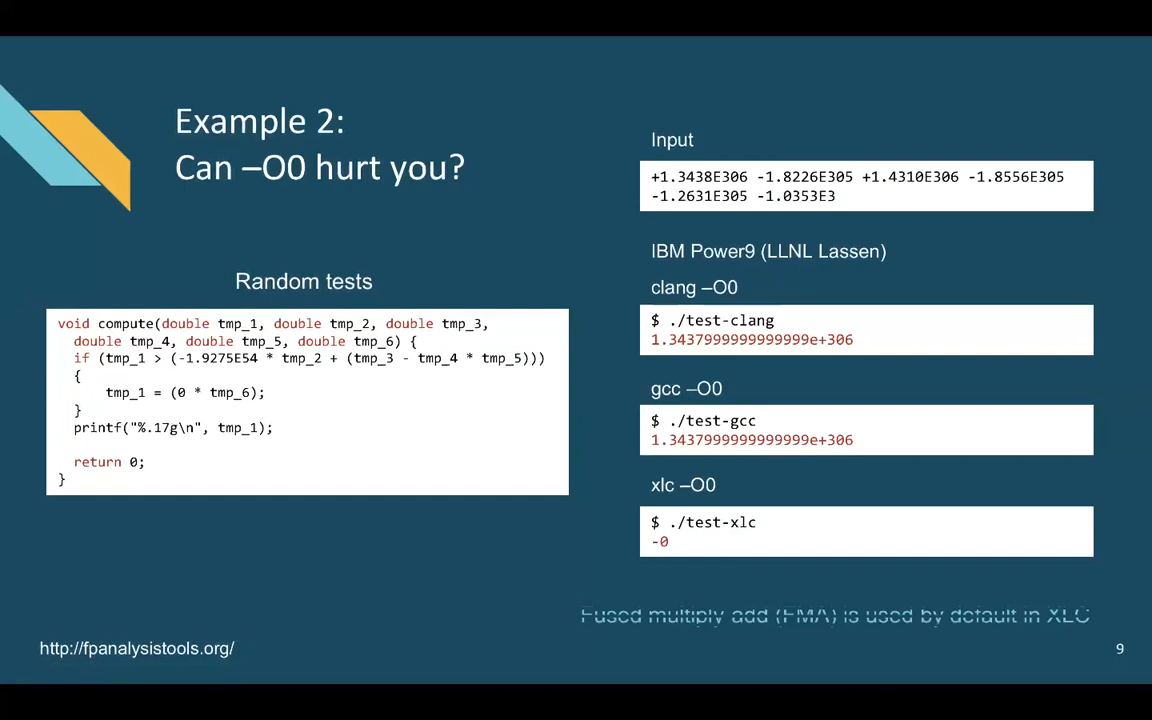 Example 2:
Can –O0 hurt you?
Random tests
void compute(double tmp_1, double tmp_2, double tmp_3,
double tmp_4, double tmp_5, double tmp_6) {
if (tmp_1 > (-1.9275E54 * tmp_2 + (tmp_3 - tmp_4 * tmp_5)))
{
tmp_1 = (0 * tmp_6);
}
printf("%.17g\n", tmp_1);
return 0;
}
Input
+1.3438E306 -1.8226E305 +1.4310E306 -1.8556E305
-1.2631E305 -1.0353E3
IBM Power9 (LLNL Lassen)
clang –O0
$ ./test-clang
1.3437999999999999e+306
gcc –O0
$ ./test-gcc
1.3437999999999999e+306
xlc –O0
$ ./test-xlc
-0
Fused multiply add (FMA) is used by default in XLC
http://fpanalysistools.org/
9